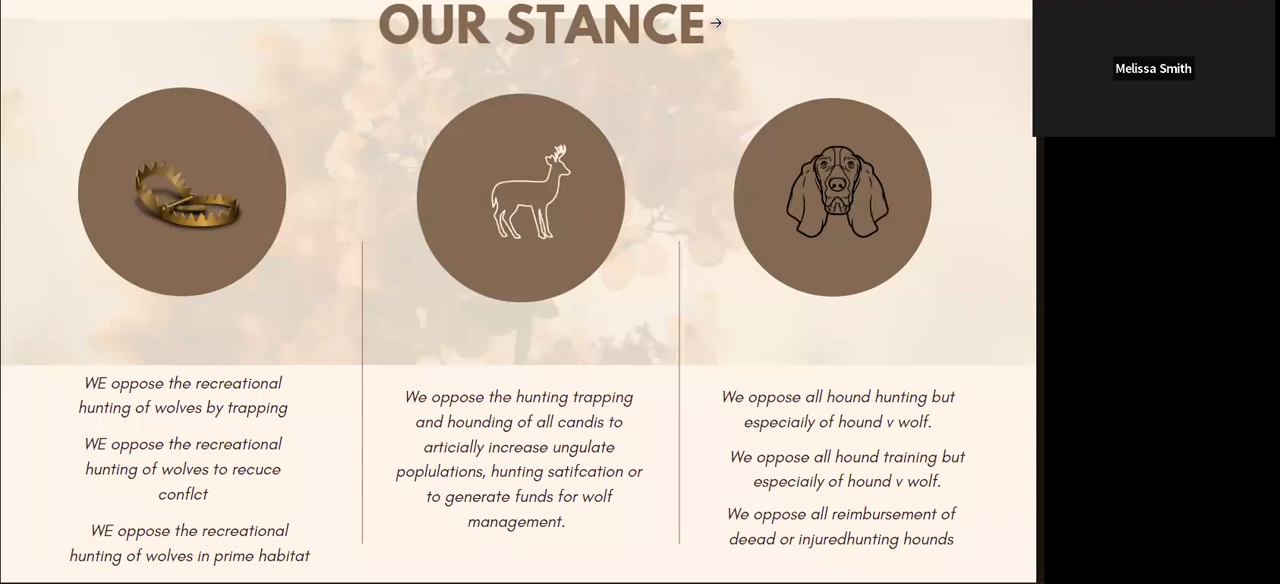 OUR STANCE
Melissa Smith
WE oppose the recreational
hunting of wolves by trapping
WE oppose the recreational
hunting of wolves to recuce
conflct
WE oppose the recreational
hunting of wolves in prime habitat
We oppose the hunting trapping
and hounding of all candis to
articially increase ungulate
poplulations, hunting satifcation or
to generate funds for wolf
management.
We oppose all hound hunting but
especiaily of hound v wolf.
We oppose all hound training but
especiaily of hound v wolf.
We oppose all reimbursement of
deead or injuredhunting hounds